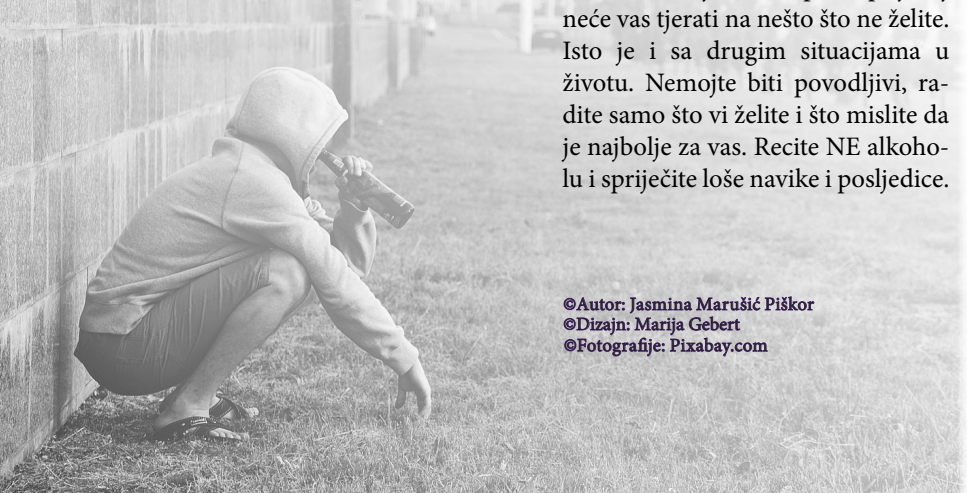 neće vas tjerati na nešto što ne želite.
Isto je i sa drugim situacijama u
životu. Nemojte biti povodljivi, ra-
dite samo što vi želite i što mislite da
je najbolje za vas. Recite NE alkoho-
lu i spriječite loše navike i posljedice.
©Autor: Jasmina Marušić Piškor
©Dizajn: Marija Gebert
©Fotografije: Pixabay.com